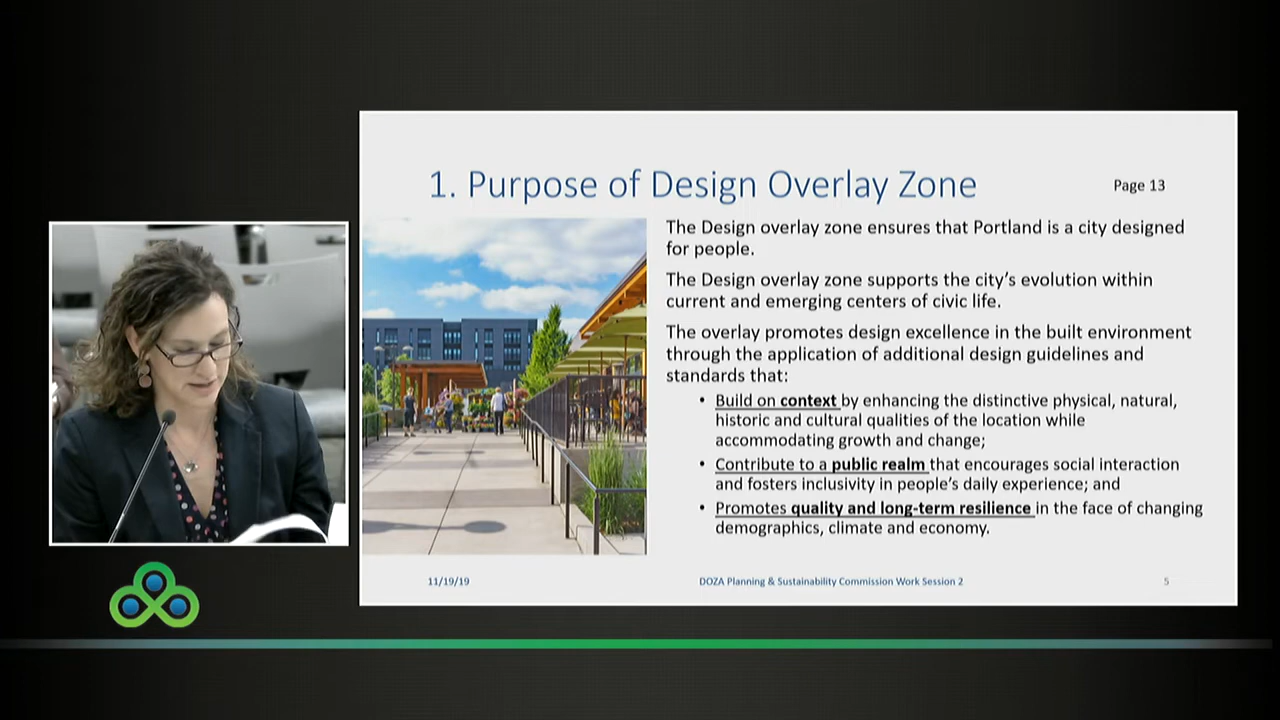 1. Purpose of Design Overlay Zone
Page 13
The Design overlay zone ensures that Portland is a city designed
for people.
The Design overlay zone supports the city's evolution within
current and emerging centers of civic life.
The overlay promotes design excellence in the built environment
through the application of additional design guidelines and
standards that:
• Build on context by enhancing the distinctive physical, natural,
historic and cultural qualities of the location while
accommodating growth and change;
• Contribute to a public realm that encourages social interaction
and fosters inclusivity in people's daily experience; and
• Promotes quality and long-term resilience in the face of changing
demographics, climate and economy.
11/19/19
DOZA Planning & Sustainability Commission Work Session 2
5